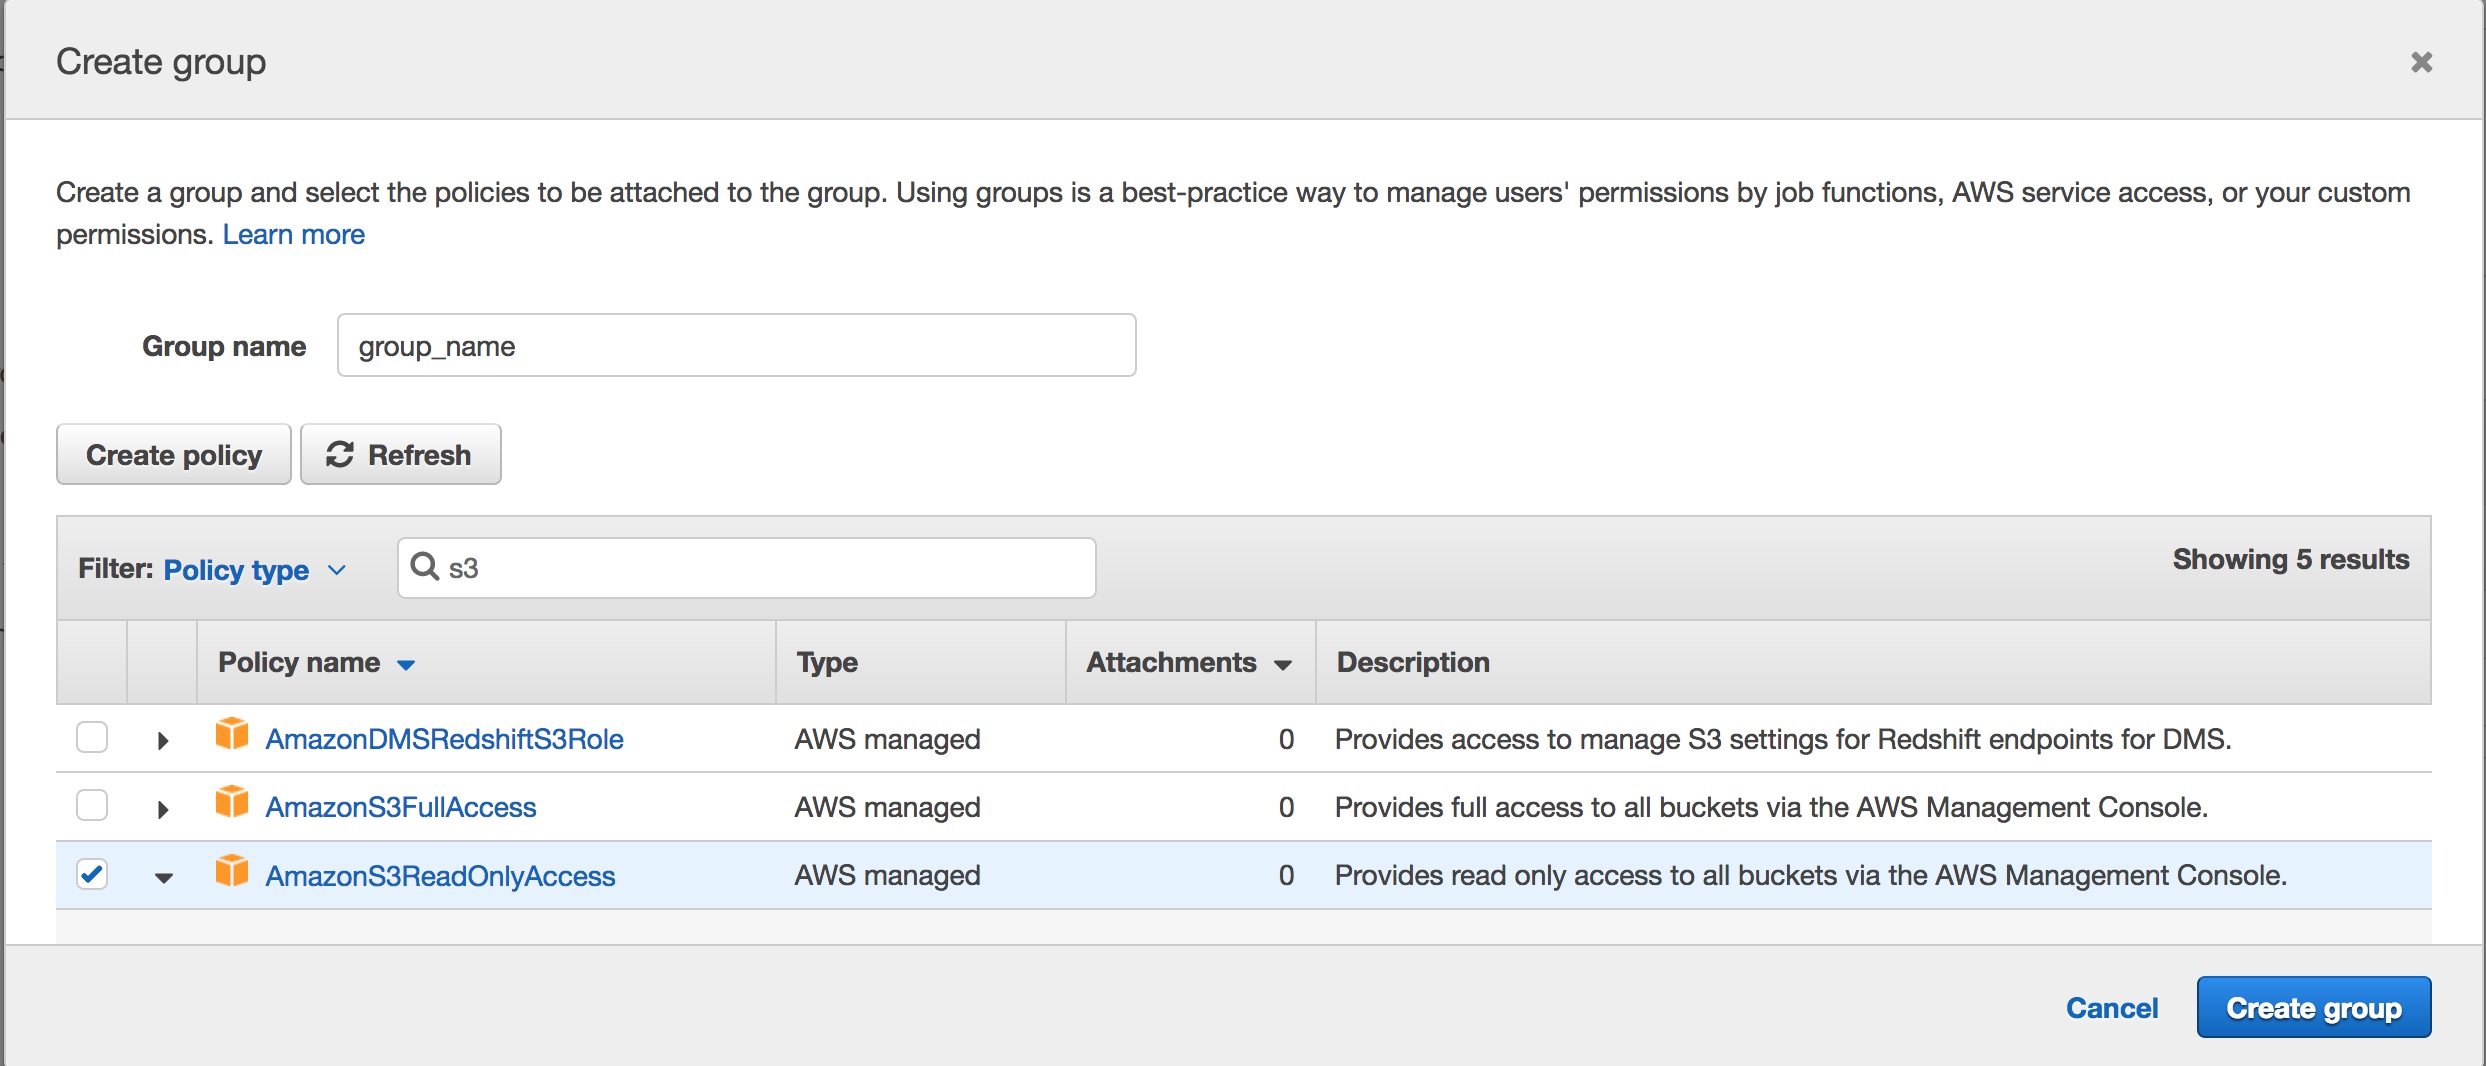 Create group
Create a group and select the policies to be attached to the group. Using groups is a best-practice way to manage users' permissions by job functions, AWS service access, or your custom
permissions. Learn more
Group name group_name
Create policy Refresh
Filter: Policy type s3 Showing 5 results
Policy name Type Attachments Description
AmazonDMSRedshiftS3Role AWS managed 0 Provides access to manage S3 settings for Redshift endpoints for DMS.
AmazonS3FullAccess AWS managed 0 Provides full access to all buckets via the AWS Management Console.
AmazonS3ReadOnlyAccess AWS managed 0 Provides read only access to all buckets via the AWS Management Console.
Cancel Create group